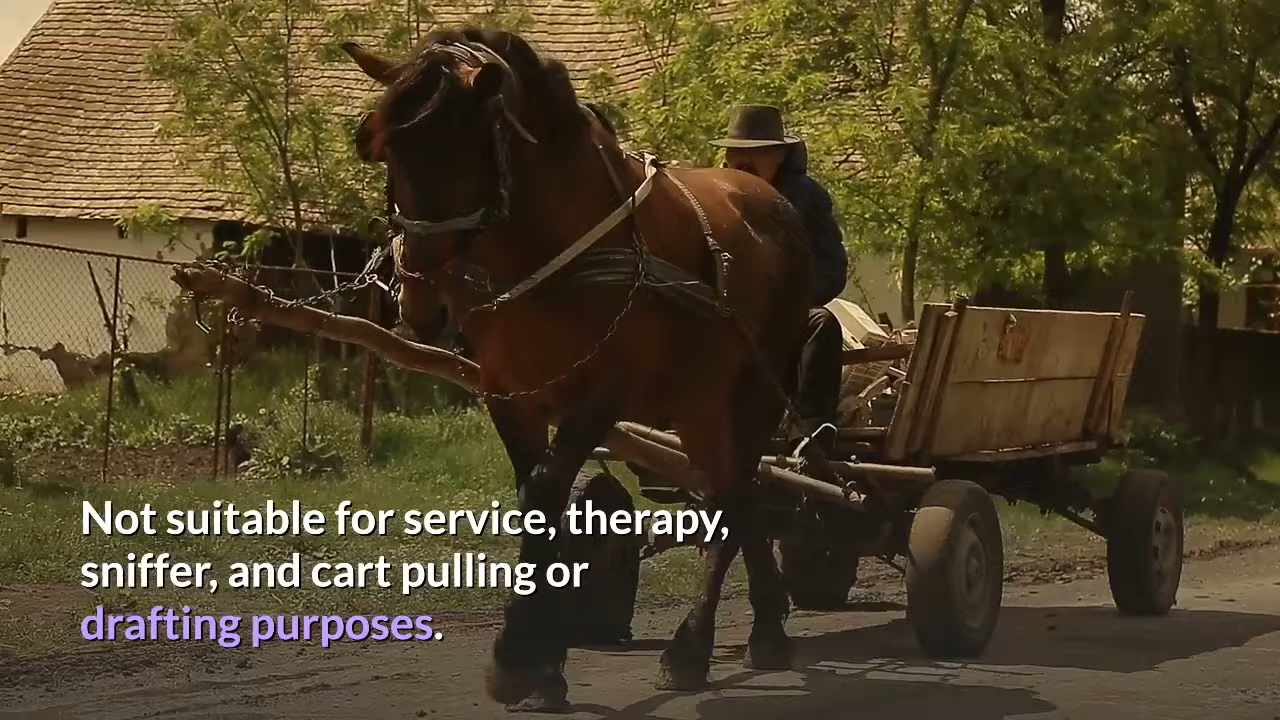 Not suitable for service, therapy,
sniffer, and cart pulling or
drafting purposes.